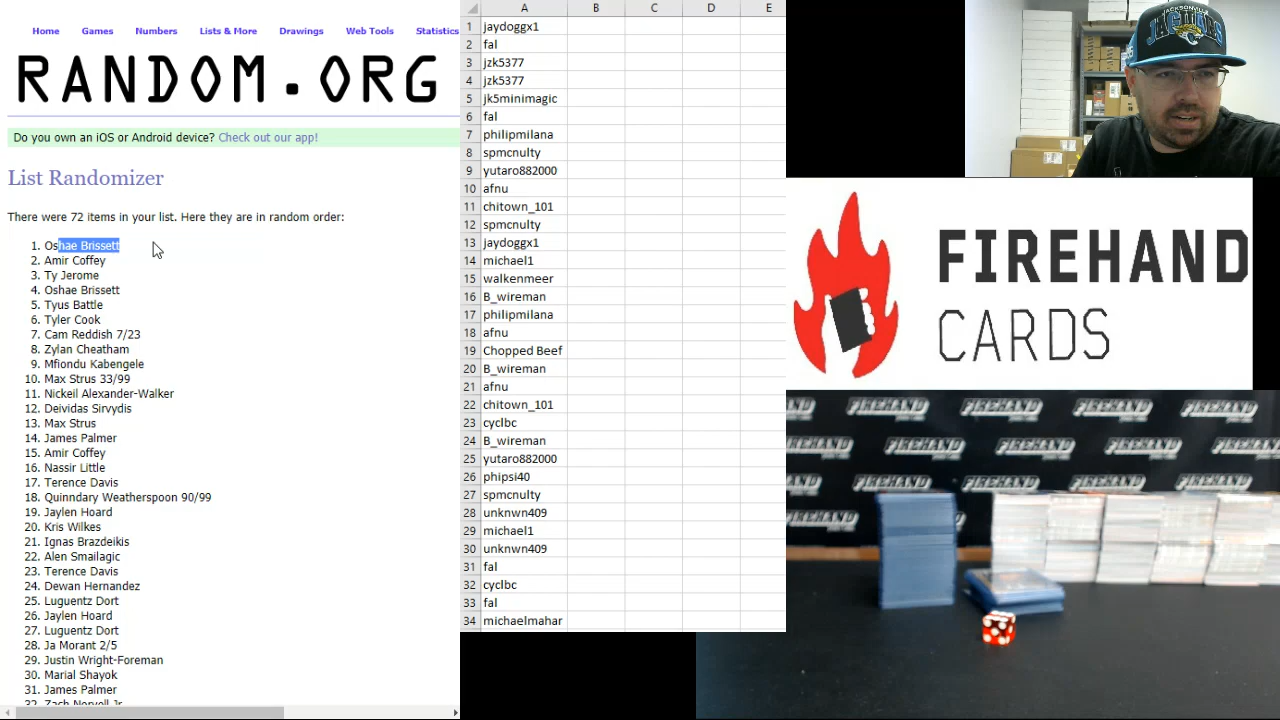 Home Games Numbers Lists & More Drawings Web Tools Statistics
RANDOM.ORG
Do you own an iOS or Android device? Check out our app!
List Randomizer
There were 72 items in your list. Here they are in random order:
1. Oshae Brissett
2. Amir Coffey
3. Ty Jerome
4. Oshae Brissett
5. Tyus Battle
6. Tyler Cook
7. Cam Reddish 7/23
8. Zylan Cheatham
9. Mfiondu Kabengele
10. Max Strus 33/99
11. Nickeil Alexander-Walker
12. Deividas Sirvydis
13. Max Strus
14. James Palmer
15. Amir Coffey
16. Nassir Little
17. Terence Davis
18. Quinndary Weatherspoon 90/99
19. Jaylen Hoard
20. Kris Wilkes
21. Ignas Brazdeikis
22. Alen Smailagic
23. Terence Davis
24. Dewan Hernandez
25. Luguentz Dort
26. Jaylen Hoard
27. Luguentz Dort
28. Ja Morant 2/5
29. Justin Wright-Foreman
30. Marial Shayok
31. James Palmer
32. Zach Norvell Jr.
A B C D E
1 jaydoggx1
2 fal
3 jzk5377
4 jzk5377
5 jk5minimagic
6 fal
7 philipmilana
8 spmcnulty
9 yutaro882000
10 afnu
11 chitown_101
12 spmcnulty
13 jaydoggx1
14 michael1
15 walkenmeer
16 B_wireman
17 philipmilana
18 afnu
19 Chopped Beef
20 B_wireman
21 afnu
22 chitown_101
23 cyclbc
24 B_wireman
25 yutaro882000
26 phipsi40
27 spmcnulty
28 unknwn409
29 michael1
30 unknwn409
31 fal
32 cyclbc
33 fal
34 michaelmahar
JACKSONVILLE
JAGUARS
FIREHAND
CARDS
FIREHAND FIREHAND FIREHAND
FIREHAND FIREHAND